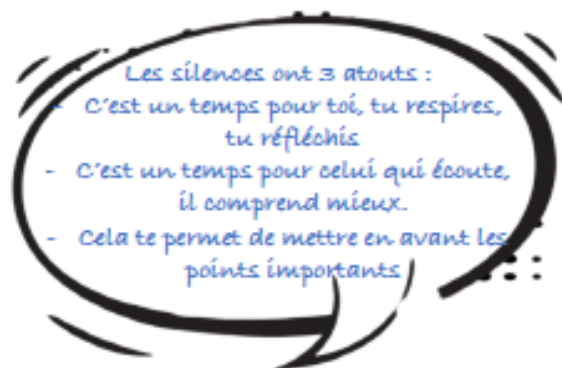 Les silences ont 3 atouts :
- C'est un temps pour toi, tu respires,
tu réfléchis
- C'est un temps pour celui qui écoute,
il comprend mieux.
- Cela te permet de mettre en avant les
points importants